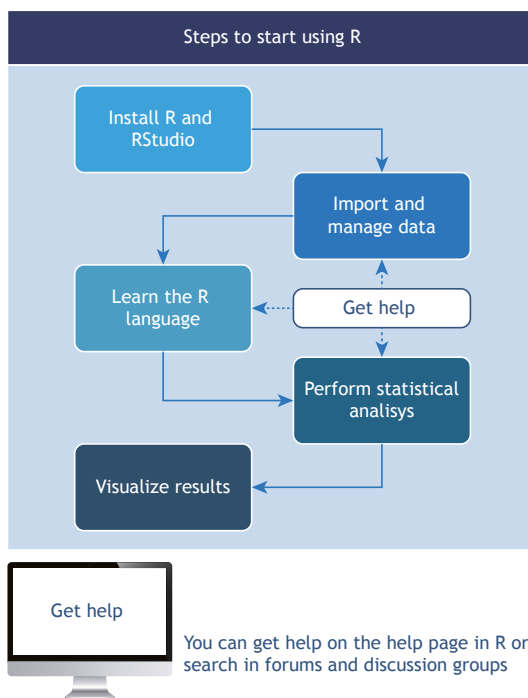 Steps to start using R
Install R and
RStudio
Import and
manage data
Learn the R
language
Get help
Perform statistical
analisys
Visualize results
Get help
You can get help on the help page in R or
search in forums and discussion groups